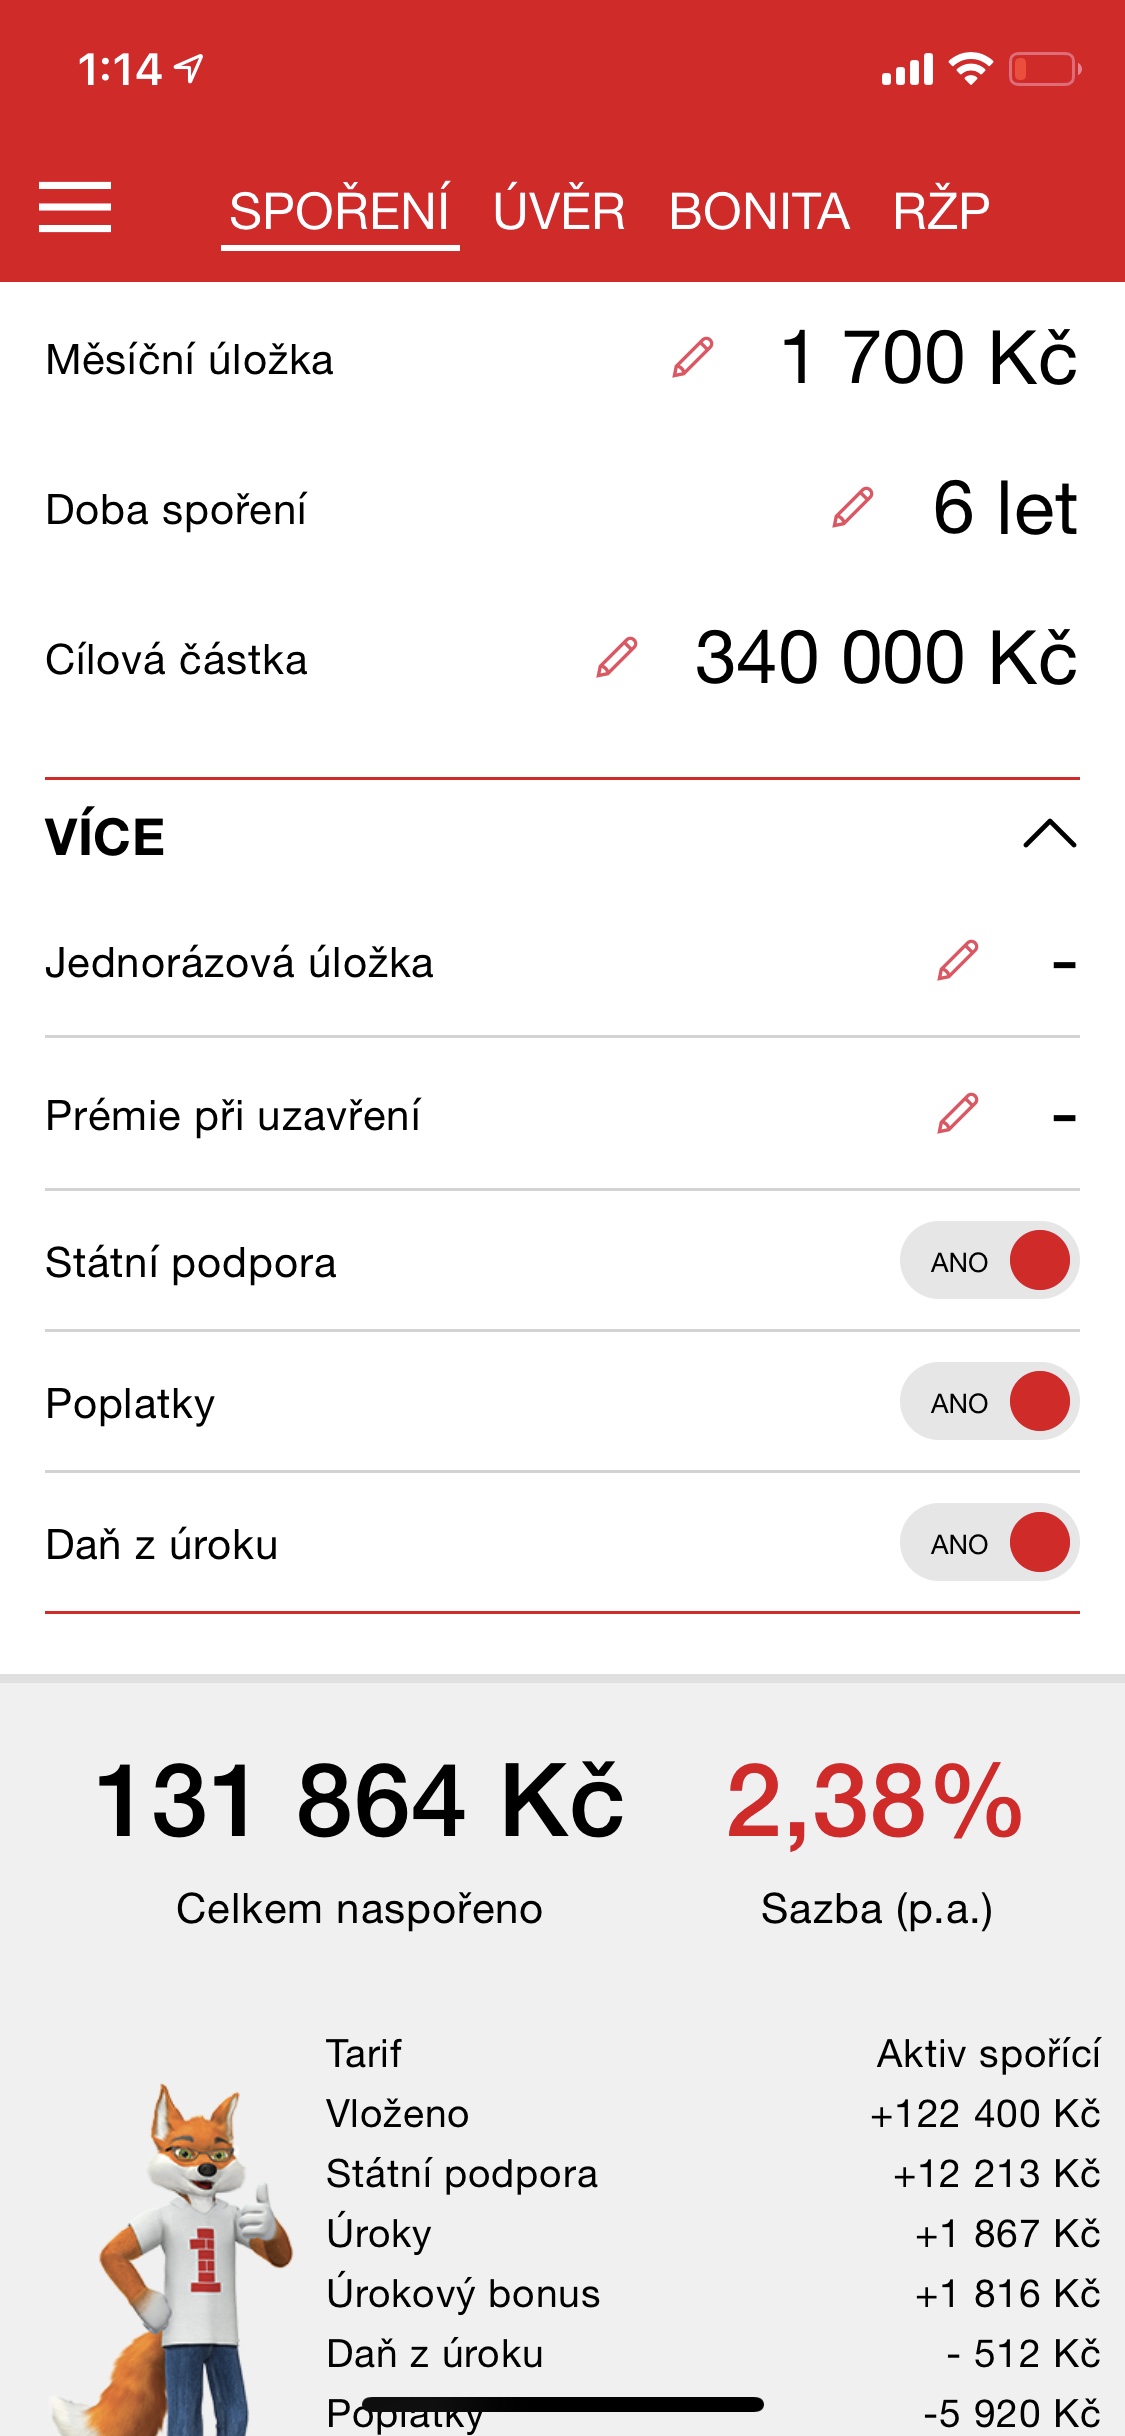 1:14
SPOŘENÍ ÚVĚR BONITA RŽP
Měsíční úložka 1 700 Kč
Doba spoření 6 let
Cílová částka 340 000 Kč
VÍCE
Jednorázová úložka -
Prémie při uzavření -
Státní podpora ANO
Poplatky ANO
Daň z úroku ANO
131 864 Kč 2,38%
Celkem naspořeno Sazba (p.a.)
Tarif Aktiv spořící
Vloženo +122 400 Kč
Státní podpora +12 213 Kč
Úroky +1 867 Kč
Úrokový bonus +1 816 Kč
Daň z úroku - 512 Kč
Poplatky -5 920 Kč
1